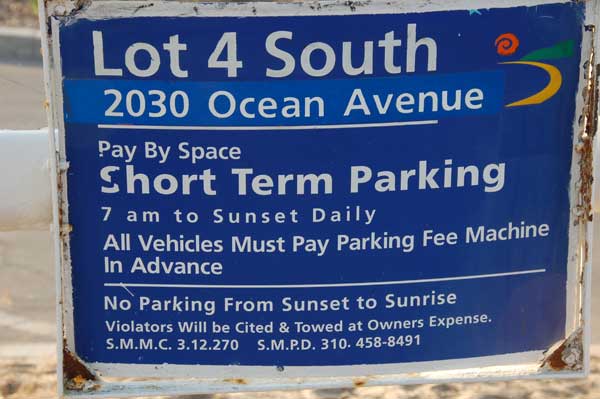 Lot 4 South
2030 Ocean Avenue
Pay By Space
Short Term Parking
7 am to Sunset Daily
All Vehicles Must Pay Parking Fee Machine
In Advance
No Parking From Sunset to Sunrise
Violators Will be Cited & Towed at Owners Expense.
S.M.M.C. 3.12.270 S.M.P.D. 310. 458-8491